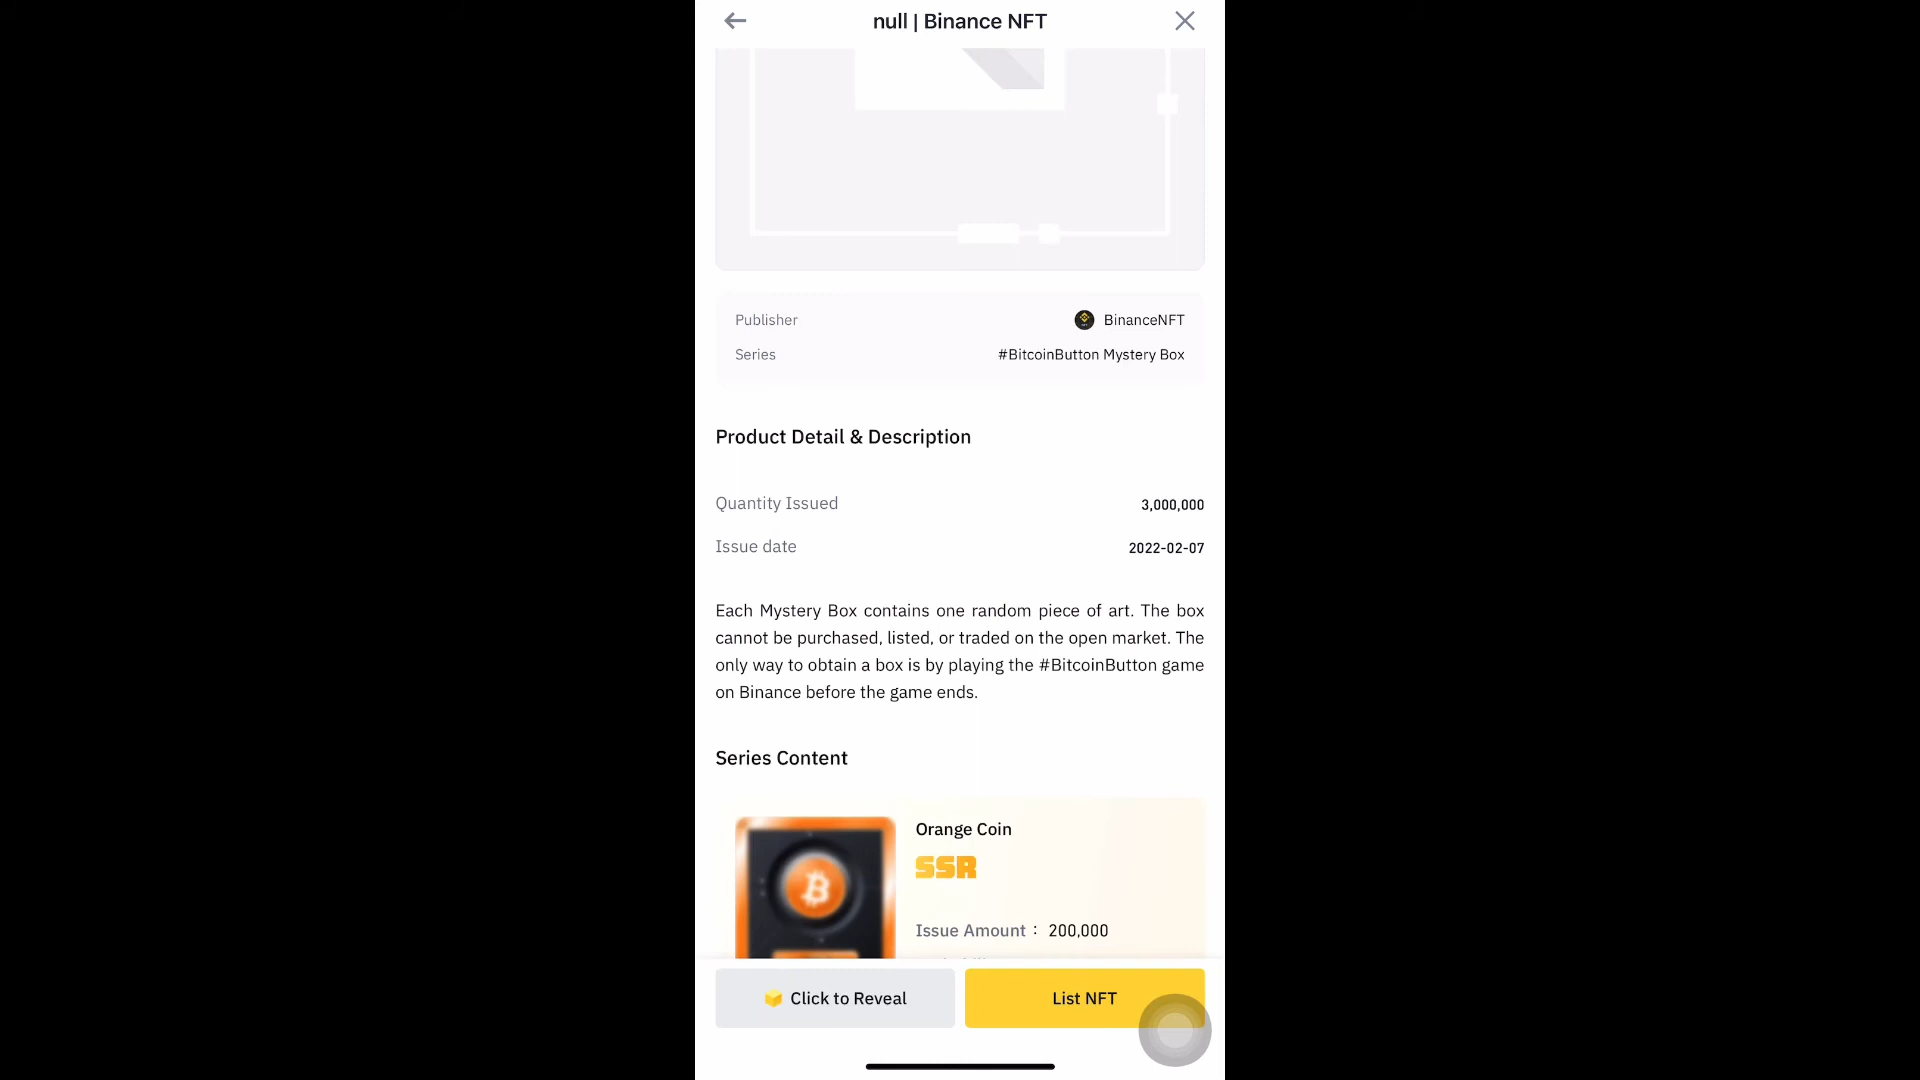 null | Binance NFT
Publisher
BinanceNFT
Series
#BitcoinButton Mystery Box
Product Detail & Description
Quantity Issued
3,000,000
Issue date
2022-02-07
Each Mystery Box contains one random piece of art. The box
cannot be purchased, listed, or traded on the open market. The
only way to obtain a box is by playing the #BitcoinButton game
on Binance before the game ends.
Series Content
Orange Coin
SSR
Issue Amount : 200,000
Click to Reveal
List NFT